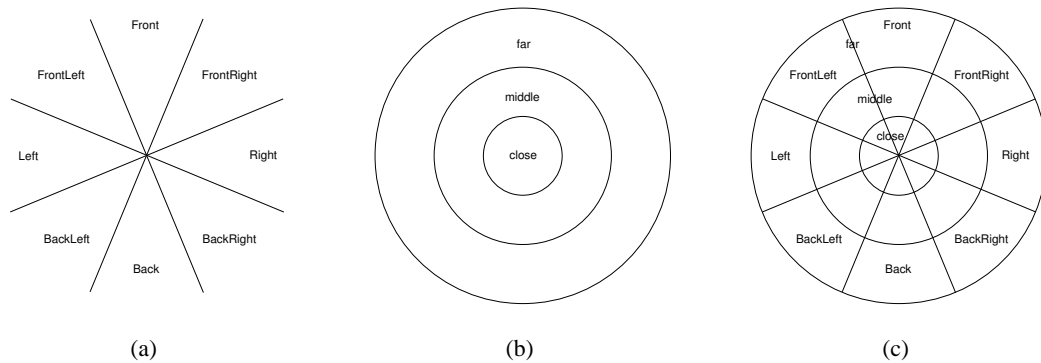 Front
FrontLeft
FrontRight
Left
Right
BackLeft
BackRight
Back
(a)
far
middle
close
(b)
Front
far
FrontLeft
FrontRight
middle
close
Left
Right
BackLeft
BackRight
Back
(c)